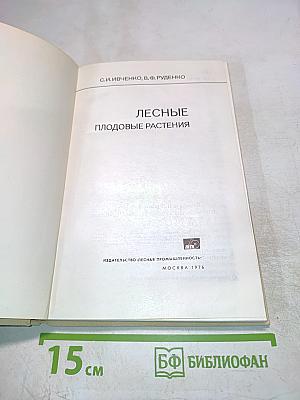 С.И.ИВЧЕНКО, В.Ф.РУДЕНКО
ЛЕСНЫЕ
ПЛОДОВЫЕ РАСТЕНИЯ
ИЗДАТЕЛЬСТВО «ЛЕСНАЯ ПРОМЫШЛЕННОСТЬ»
МОСКВА 1976
15 см
БФ БИБЛИОФАН